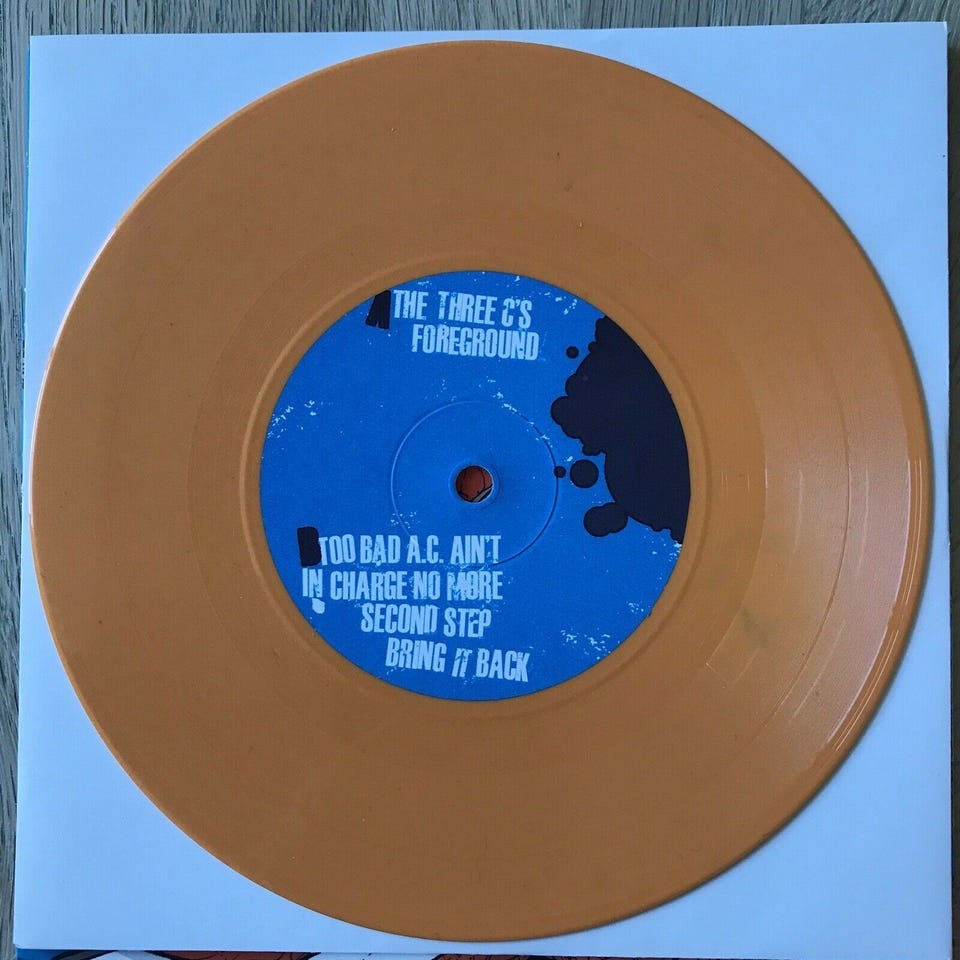 A THE THREE C'S
FOREGROUND
B TOO BAD A.C. AIN'T
IN CHARGE NO MORE
SECOND STEP
BRING IT BACK